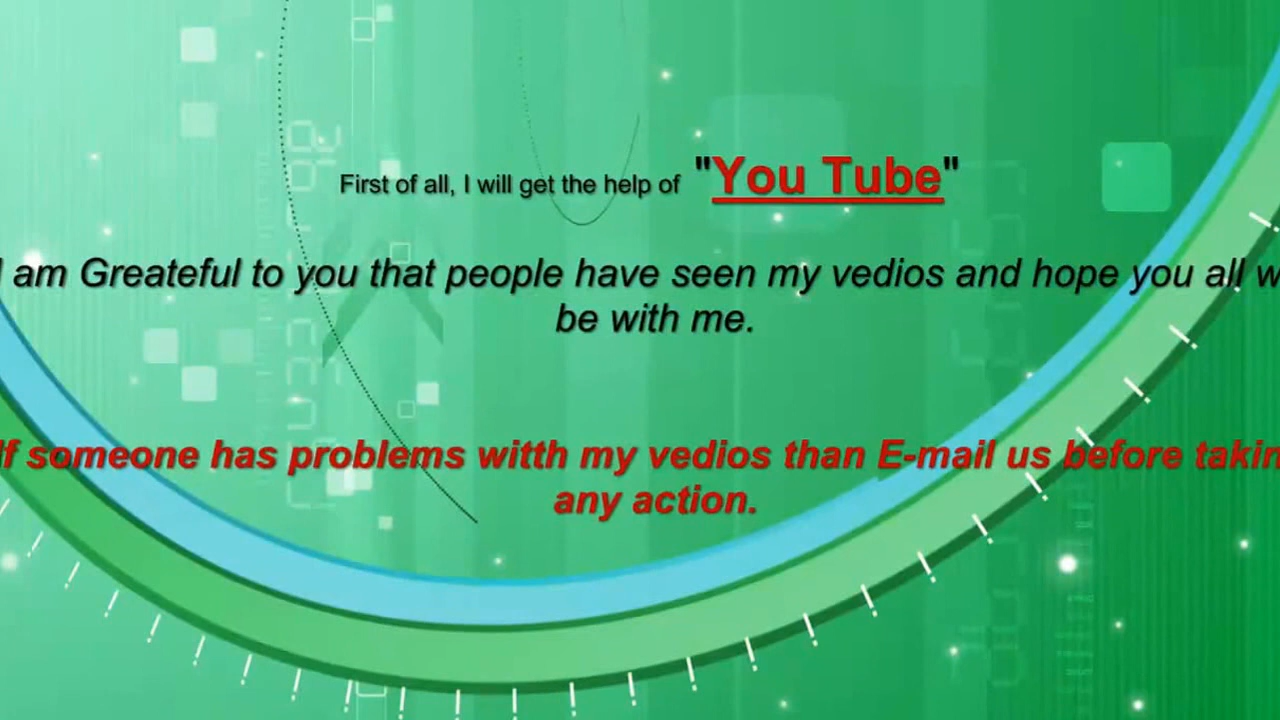 First of all, I will get the help of "You Tube"
I am Greateful to you that people have seen my vedios and hope you all
be with me.
If someone has problems witth my vedios than E-mail us before takin
any action.